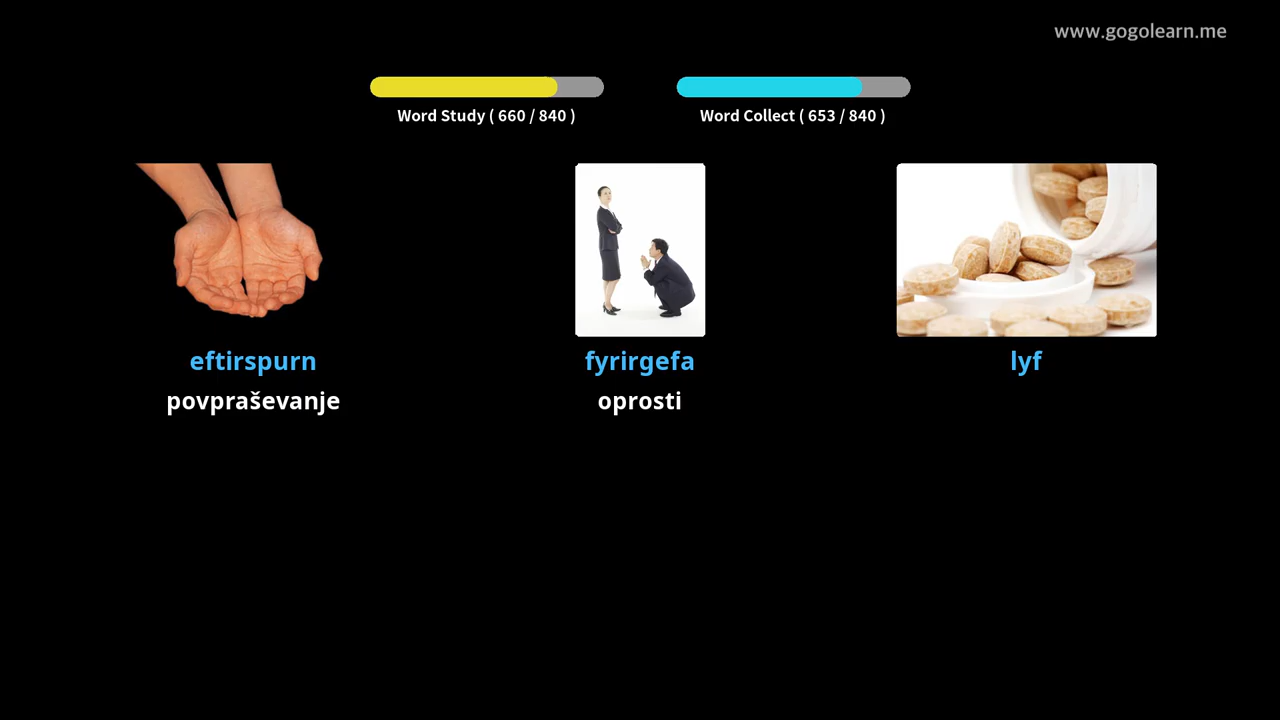 www.gogolearn.me
Word Study ( 660 / 840 )
Word Collect ( 653 / 840 )
eftirspurn
povpraševanje
fyrirgefa
oprosti
lyf